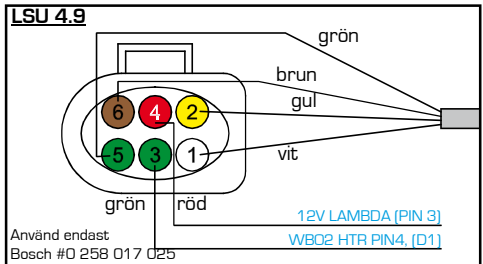 LSU 4.9
grön
brun
gul
6 4 2
5 3 1
vit
grön röd
12V LAMBDA (PIN 3)
WBO2 HTR PIN4, (D1)
Använd endast
Bosch #0 258 017 025